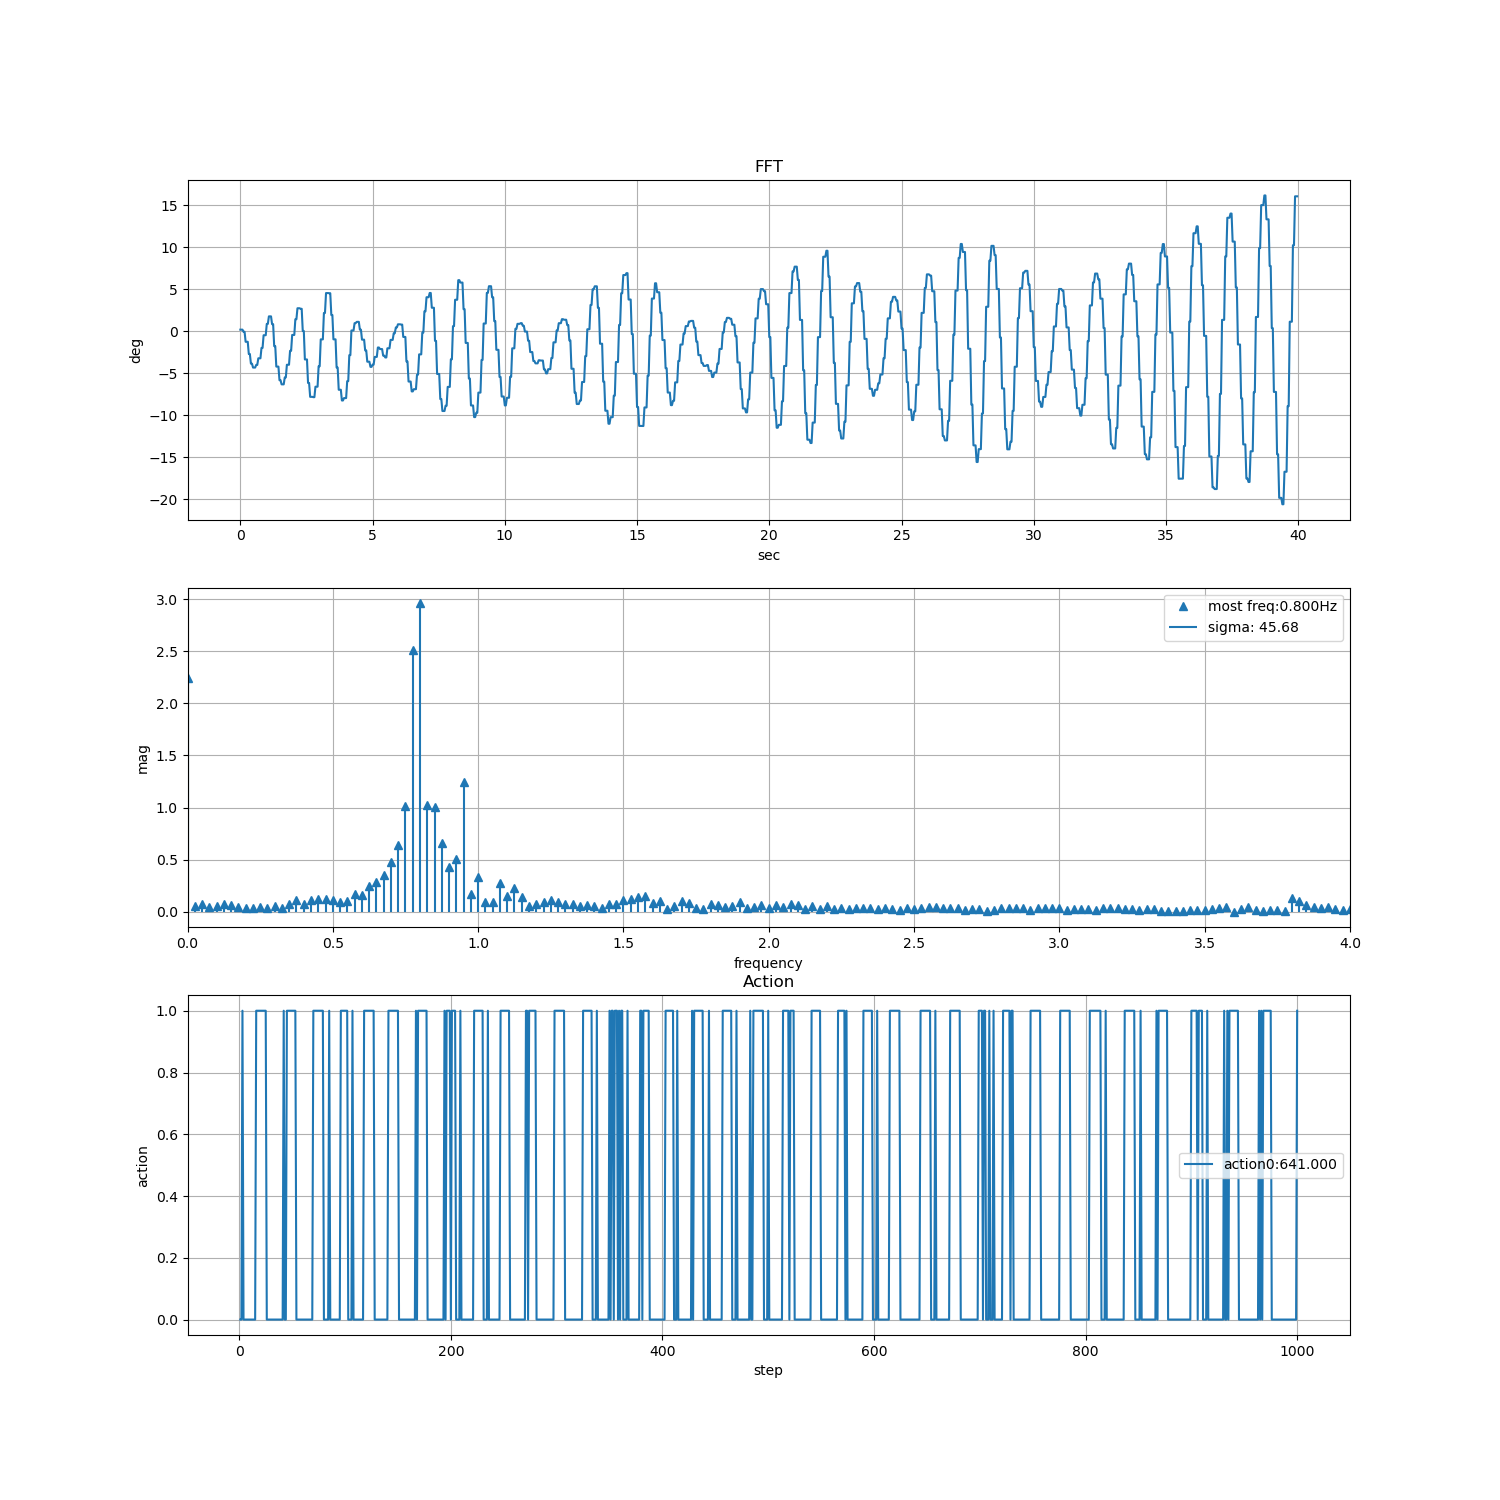 FFT
15
10
5
0
−5
−10
−15
−20
deg
0 5 10 15 20 25 30 35 40
sec
3.0
2.5
2.0
1.5
1.0
0.5
0.0
mag
most freq:0.800Hz
sigma: 45.68
0.0 0.5 1.0 1.5 2.0 2.5 3.0 3.5 4.0
frequency
Action
1.0
0.8
0.6
0.4
0.2
0.0
action
action0:641.000
0 200 400 600 800 1000
step